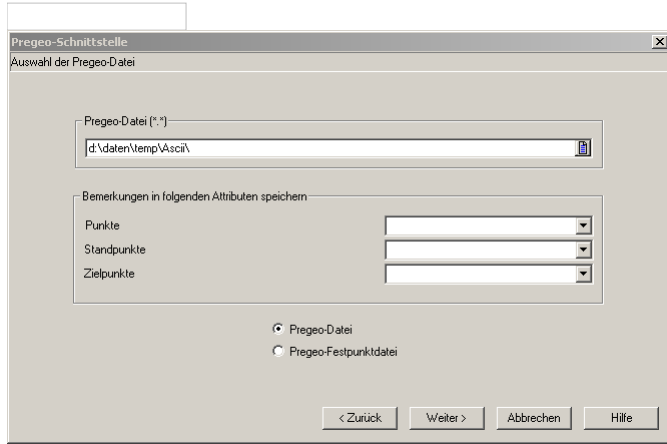 Pregeo-Schnittstelle
Auswahl der Pregeo-Datei
Pregeo-Datei (*.*)
d:\daten\temp\Ascii\
Bemerkungen in folgenden Attributen speichern
Punkte
Standpunkte
Zielpunkte
Pregeo-Datei
Pregeo-Festpunktdatei
< Zurück Weiter > Abbrechen Hilfe